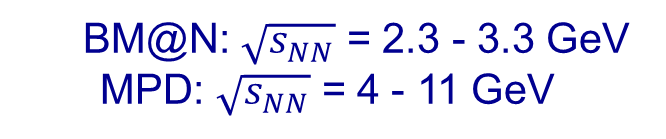 BM@N: √s_NN = 2.3 - 3.3 GeV
MPD: √s_NN = 4 - 11 GeV